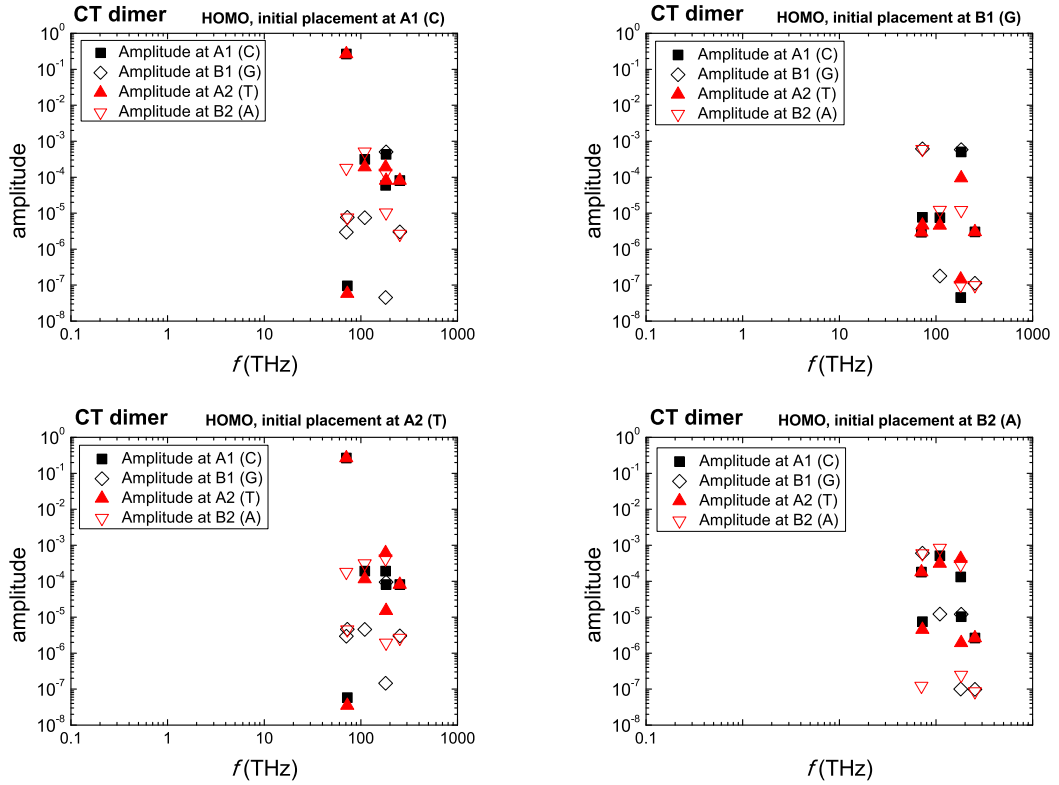 CT dimer HOMO, initial placement at A1 (C)
10^0
10^-1
10^-2
10^-3
10^-4
10^-5
10^-6
10^-7
10^-8
amplitude
Amplitude at A1 (C)
Amplitude at B1 (G)
Amplitude at A2 (T)
Amplitude at B2 (A)
0.1 1 10 100 1000
f (THz)
CT dimer HOMO, initial placement at B1 (G)
10^0
10^-1
10^-2
10^-3
10^-4
10^-5
10^-6
10^-7
10^-8
amplitude
Amplitude at A1 (C)
Amplitude at B1 (G)
Amplitude at A2 (T)
Amplitude at B2 (A)
0.1 1 10 100 1000
f (THz)
CT dimer HOMO, initial placement at A2 (T)
10^0
10^-1
10^-2
10^-3
10^-4
10^-5
10^-6
10^-7
10^-8
amplitude
Amplitude at A1 (C)
Amplitude at B1 (G)
Amplitude at A2 (T)
Amplitude at B2 (A)
0.1 1 10 100 1000
f (THz)
CT dimer HOMO, initial placement at B2 (A)
10^0
10^-1
10^-2
10^-3
10^-4
10^-5
10^-6
10^-7
10^-8
amplitude
Amplitude at A1 (C)
Amplitude at B1 (G)
Amplitude at A2 (T)
Amplitude at B2 (A)
0.1 1 10 100 1000
f (THz)